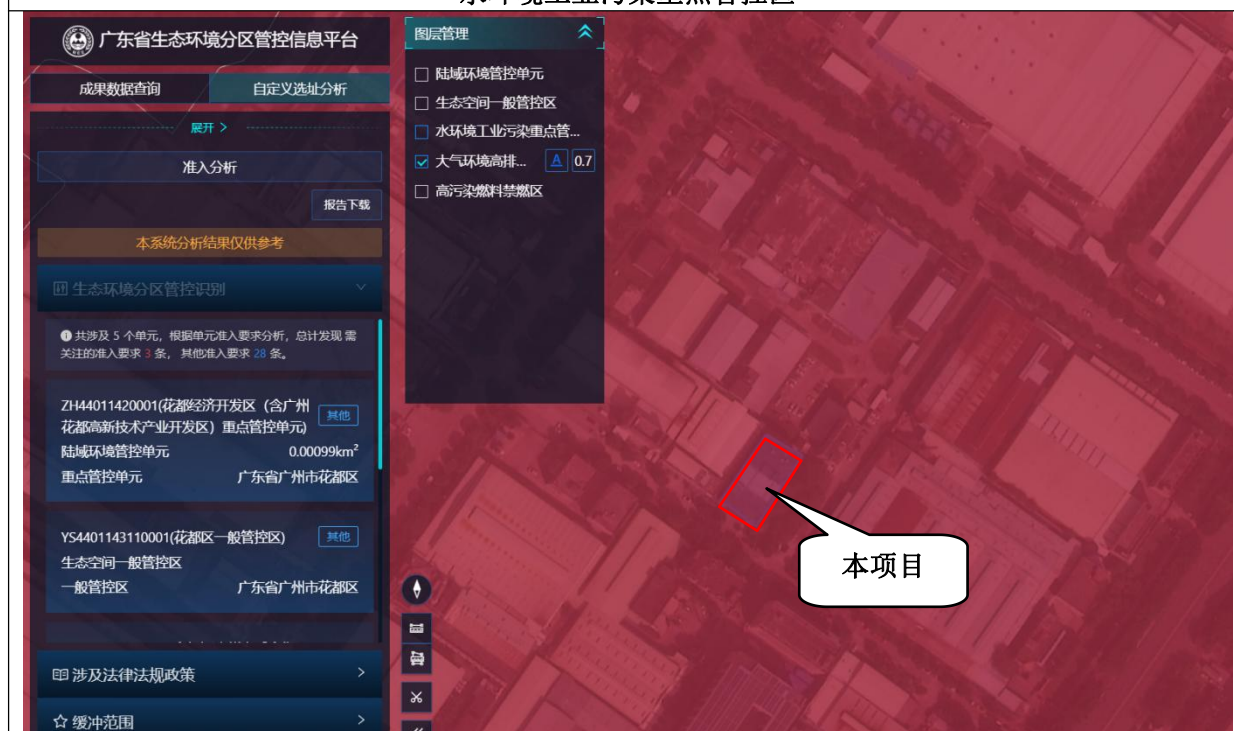 水环境工业污染重点管控区
广东省生态环境分区管控信息平台
成果数据查询
自定义选址分析
展开 >
准入分析
报告下载
本系统分析结果仅供参考
生态环境分区管控识别
共涉及 5 个单元，根据单元准入要求分析，总计发现 需
关注的准入要求 3 条， 其他准入要求 28 条。
ZH44011420001(花都经济开发区（含广州
花都高新技术产业开发区）重点管控单元)
其他
陆域环境管控单元 0.00099km²
重点管控单元 广东省广州市花都区
YS4401143110001(花都区一般管控区)
其他
生态空间一般管控区
一般管控区 广东省广州市花都区
涉及法律法规政策 >
缓冲范围 >
图层管理
陆域环境管控单元
生态空间一般管控区
水环境工业污染重点管...
大气环境高排... A 0.7
高污染燃料禁燃区
本项目